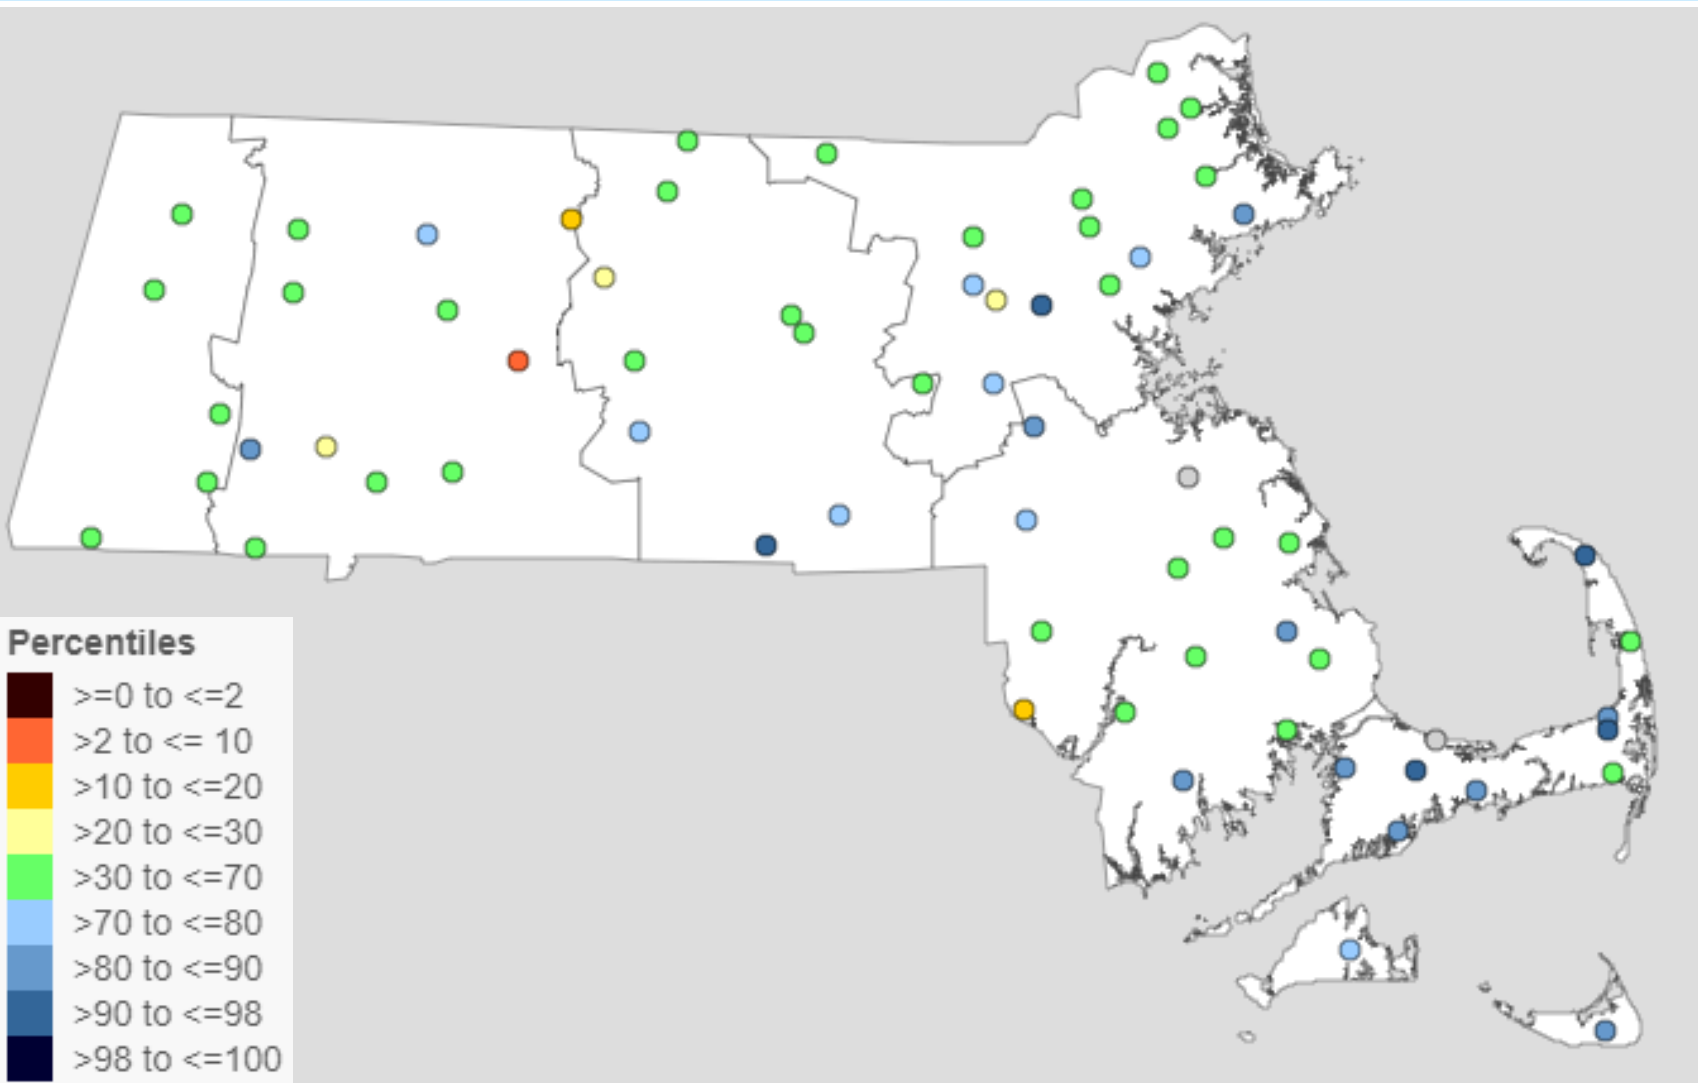 Percentiles
>=0 to <=2
>2 to <= 10
>10 to <=20
>20 to <=30
>30 to <=70
>70 to <=80
>80 to <=90
>90 to <=98
>98 to <=100